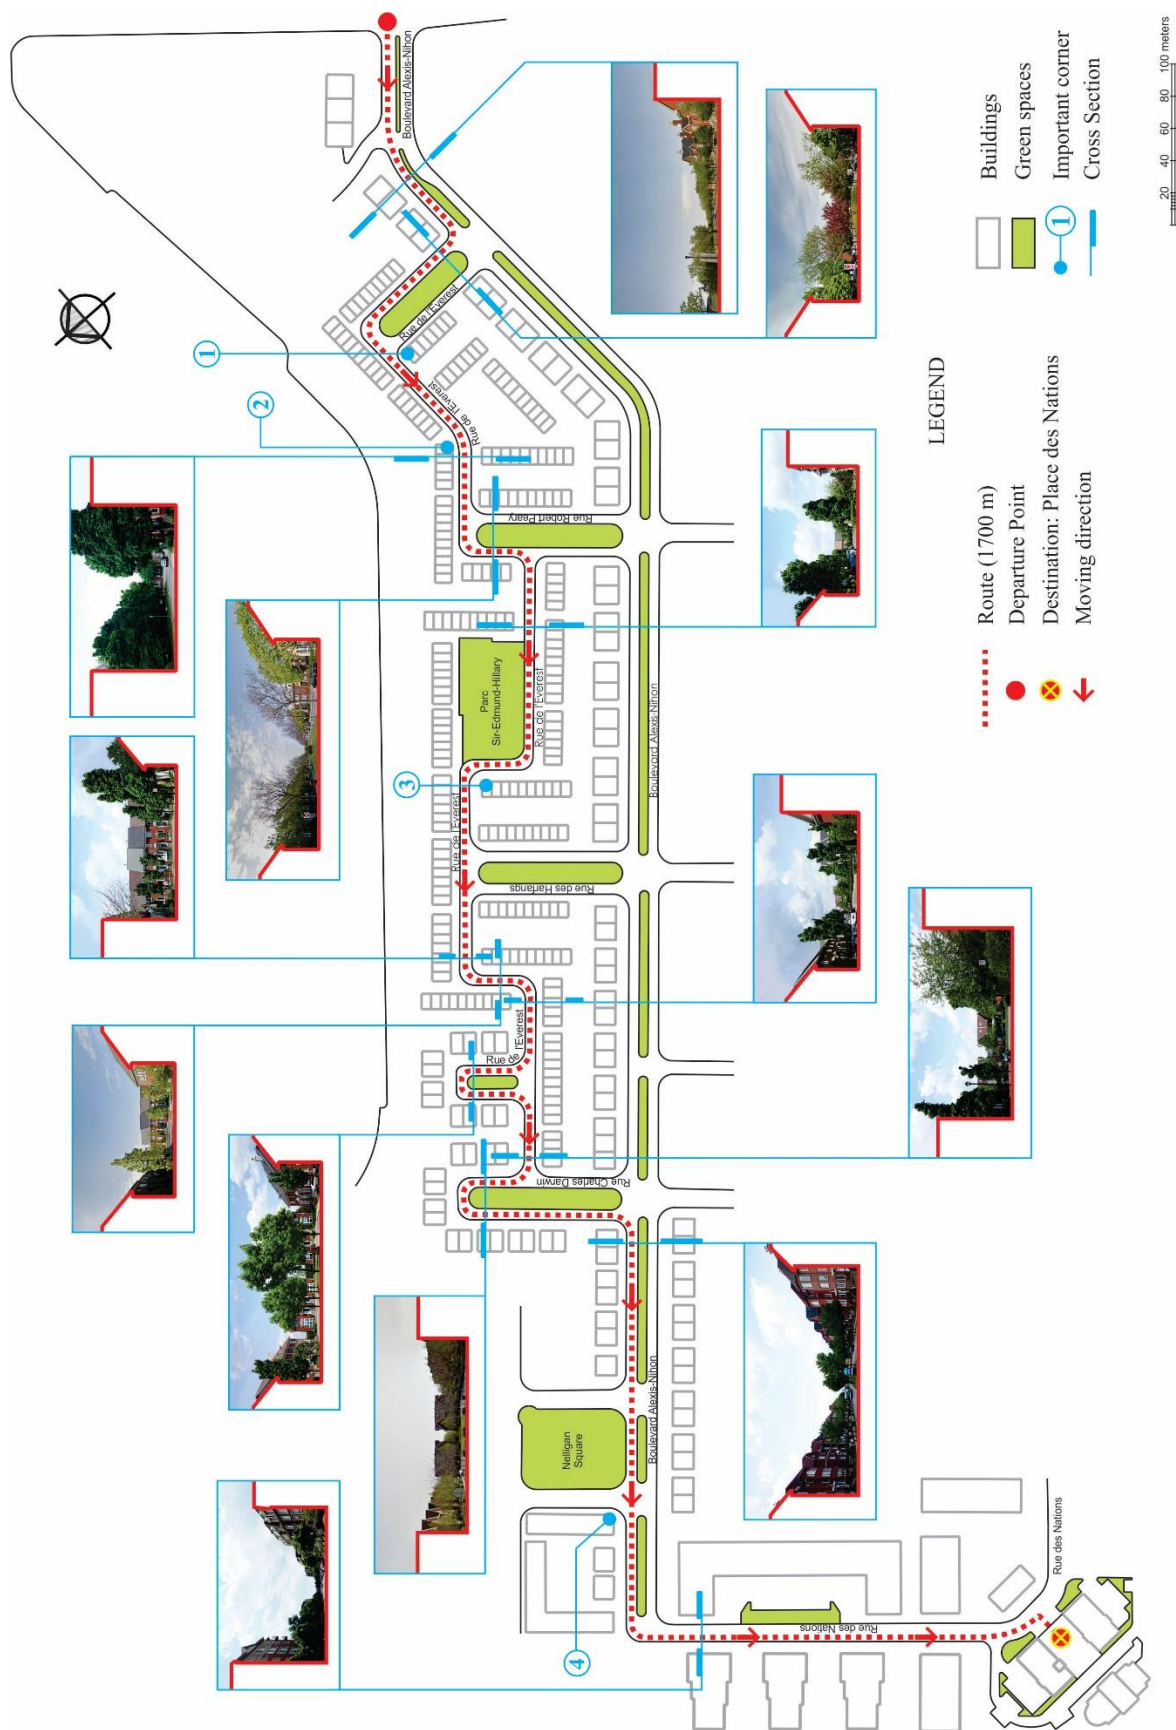 Boulevard Alexis-Nihon
Rue de l'Everest
1
Rue de l'Everest
2
Rue Robert Peary
Parc
Sir-Edmund-Hillary
Rue de l'Everest
Boulevard Alexis-Nihon
3
Rue de l'Everest
Rue des Harfangs
Rue de l'Everest
Rue Charles Darwin
Nelligan
Square
Boulevard Alexis-Nihon
4
Rue des Nations
Rue des Nations
LEGEND
Route (1700 m)
Departure Point
Destination: Place des Nations
Moving direction
Buildings
Green spaces
1 Important corner
Cross Section
20 40 60 80 100 meters